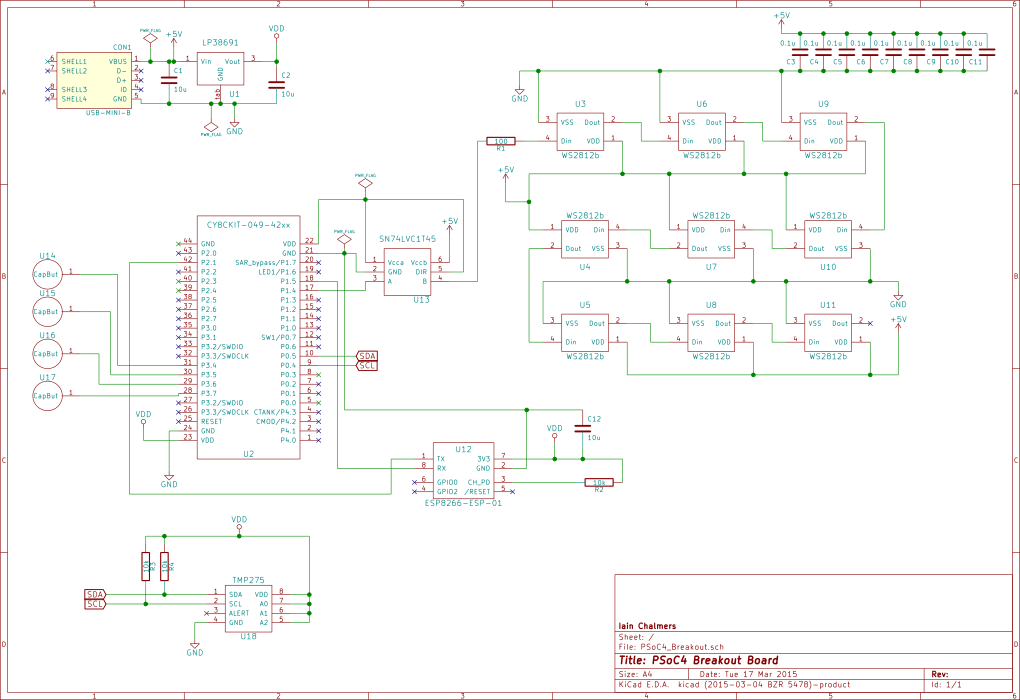 1 2 3 4 5 6
A
B
C
D
CON1
6 SHELL1 VBUS 1
7 SHELL2 D- 2
D+ 3
8 SHELL3 ID 4
9 SHELL4 GND 5
USB-MINI-B
PWR_FLAG
+5V
C1
10u
LP38691
1 Vin Vout 3
GND
tab
U1
VDD
C2
10u
PWR_FLAG
GND
+5V
0.1u 0.1u 0.1u 0.1u 0.1u 0.1u 0.1u 0.1u
C3 C4 C5 C6 C7 C8 C9 C10 C11
GND
U3
3 VSS Dout 2
4 Din VDD 1
WS2812b
U6
3 VSS Dout 2
4 Din VDD 1
WS2812b
U9
3 VSS Dout 2
4 Din VDD 1
WS2812b
100
R1
+5V
WS2812b
1 VDD Din 4
2 Dout VSS 3
U4
WS2812b
1 VDD Din 4
2 Dout VSS 3
U7
WS2812b
1 VDD Din 4
2 Dout VSS 3
U10
GND
+5V
U5
3 VSS Dout 2
4 Din VDD 1
WS2812b
U8
3 VSS Dout 2
4 Din VDD 1
WS2812b
U11
3 VSS Dout 2
4 Din VDD 1
WS2812b
PWR_FLAG
PWR_FLAG
+5V
SN74LVC1T45
1 Vcca Vccb 6
2 GND DIR 5
3 A B 4
U13
CY8CKIT-049-42xx
44 GND VDD 22
43 P2.0 GND 21
42 P2.1 SAR_bypass/P1.7 20
41 P2.2 LED1/P1.6 19
40 P2.3 P1.5 18
39 P2.4 P1.4 17
38 P2.5 P1.3 16
37 P2.6 P1.2 15
36 P2.7 P1.1 14
35 P3.0 P1.0 13
34 P3.1 SW1/P0.7 12
33 P3.2/SWDIO P0.6 11
32 P3.3/SWDCLK P0.5 10
31 P3.4 P0.4 9
30 P3.5 P0.3 8
29 P3.6 P0.2 7
28 P3.7 P0.1 6
27 P3.2/SWDIO P0.0 5
26 P3.3/SWDCLK CTANK/P4.3 4
25 RESET CMOD/P4.2 3
24 GND P4.1 2
23 VDD P4.0 1
U2
U14
CapBut 1
U15
CapBut 1
U16
CapBut 1
U17
CapBut 1
VDD
GND
SDA
SCL
C12
10u
VDD
U12
1 TX 3V3 7
8 RX GND 2
6 GPIO0 CH_PD 3
4 GPIO2 /RESET 5
ESP8266-ESP-01
10k
R2
VDD
10k R3
10k R4
SDA
SCL
TMP275
1 SDA VDD 8
2 SCL A0 7
3 ALERT A1 6
4 GND A2 5
U18
GND
Iain Chalmers
Sheet: /
File: PSoC4_Breakout.sch
Title: PSoC4 Breakout Board
Size: A4 Date: Tue 17 Mar 2015 Rev:
KiCad E.D.A. kicad (2015-03-04 BZR 5478)-product Id: 1/1
1 2 3 4 5 6